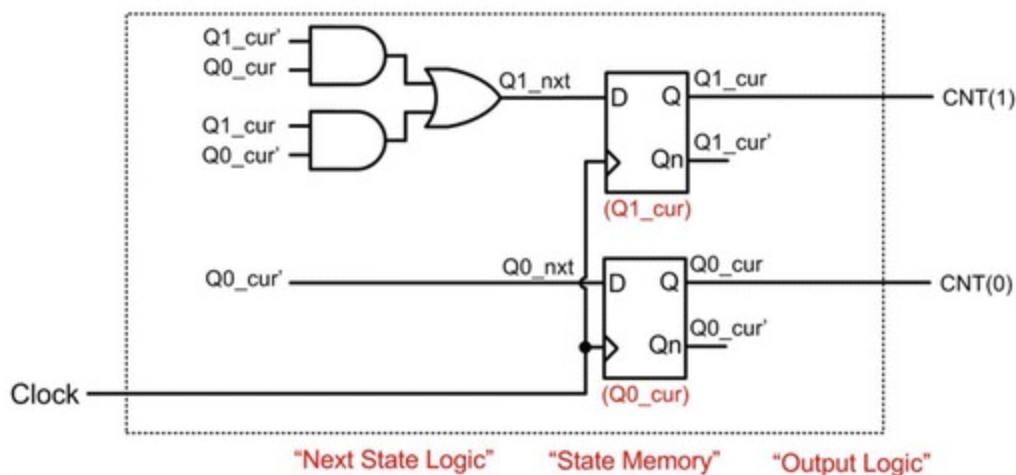 Q1_cur'
Q0_cur
Q1_cur
Q0_cur'
Q1_nxt
D Q
Qn
Q1_cur
Q1_cur'
(Q1_cur)
CNT(1)
Q0_cur'
Q0_nxt
D Q
Qn
Q0_cur
Q0_cur'
(Q0_cur)
CNT(0)
Clock
“Next State Logic” “State Memory” “Output Logic”